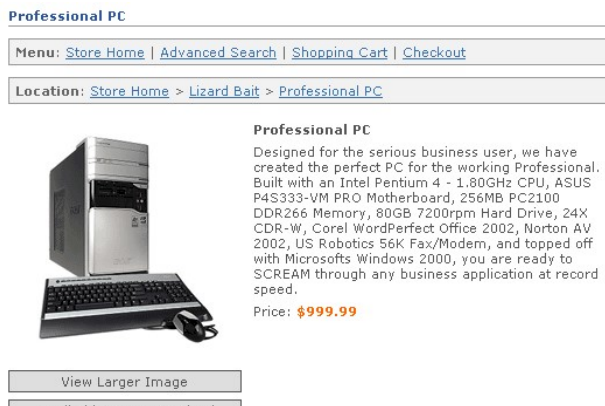 Professional PC
Menu: Store Home | Advanced Search | Shopping Cart | Checkout
Location: Store Home > Lizard Bait > Professional PC
Professional PC
Designed for the serious business user, we have
created the perfect PC for the working Professional.
Built with an Intel Pentium 4 - 1.80GHz CPU, ASUS
P4S333-VM PRO Motherboard, 256MB PC2100
DDR266 Memory, 80GB 7200rpm Hard Drive, 24X
CDR-W, Corel WordPerfect Office 2002, Norton AV
2002, US Robotics 56K Fax/Modem, and topped off
with Microsofts Windows 2000, you are ready to
SCREAM through any business application at record
speed.
Price: $999.99
View Larger Image